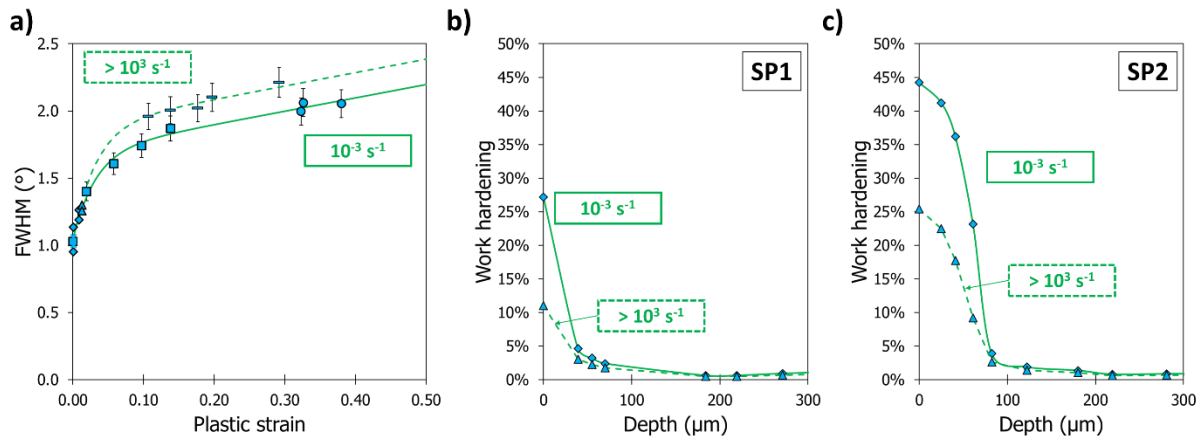 a)
2.5
2.0
1.5
1.0
0.5
0.0
FWHM (°)
> 10³ s⁻¹
10⁻³ s⁻¹
0.00
0.10
0.20
0.30
0.40
0.50
Plastic strain
b)
50%
45%
40%
35%
30%
25%
20%
15%
10%
5%
0%
Work hardening
SP1
10⁻³ s⁻¹
> 10³ s⁻¹
0
100
200
300
Depth (µm)
c)
50%
45%
40%
35%
30%
25%
20%
15%
10%
5%
0%
Work hardening
SP2
10⁻³ s⁻¹
> 10³ s⁻¹
0
100
200
300
Depth (µm)